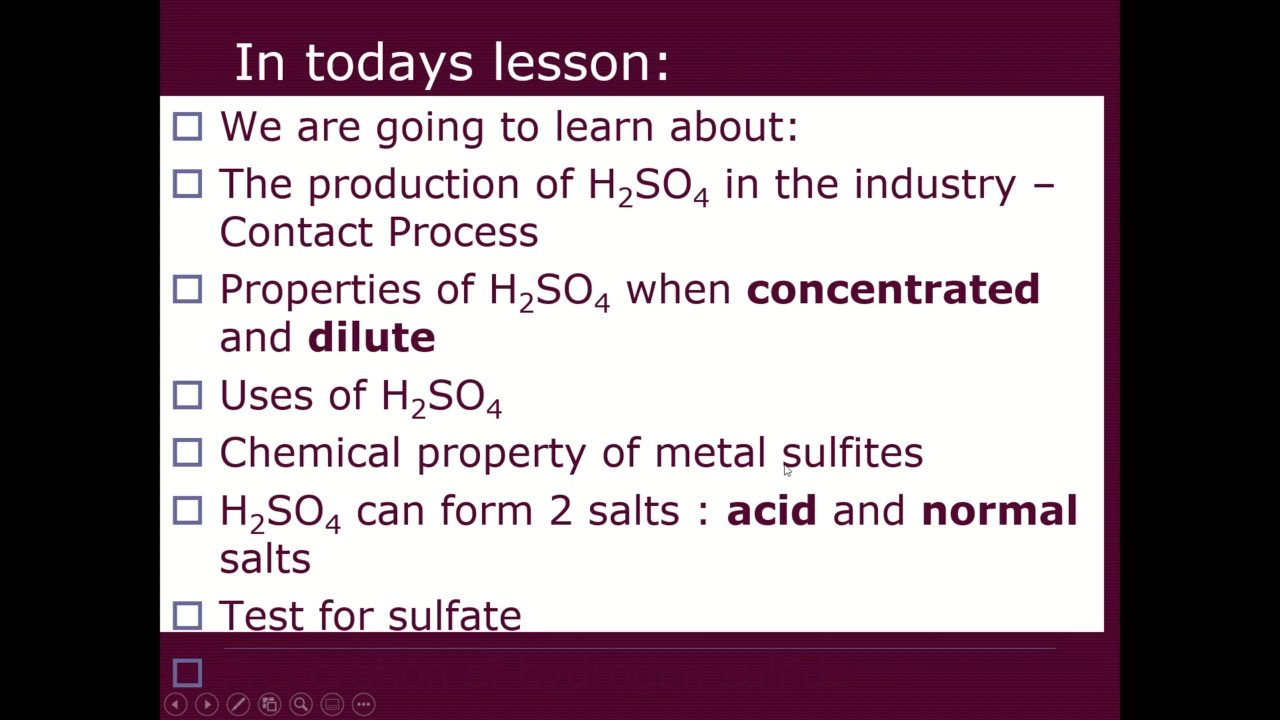 In todays lesson:
We are going to learn about:
The production of H₂SO₄ in the industry –
Contact Process
Properties of H₂SO₄ when concentrated
and dilute
Uses of H₂SO₄
Chemical property of metal sulfites
H₂SO₄ can form 2 salts : acid and normal
salts
Test for sulfate